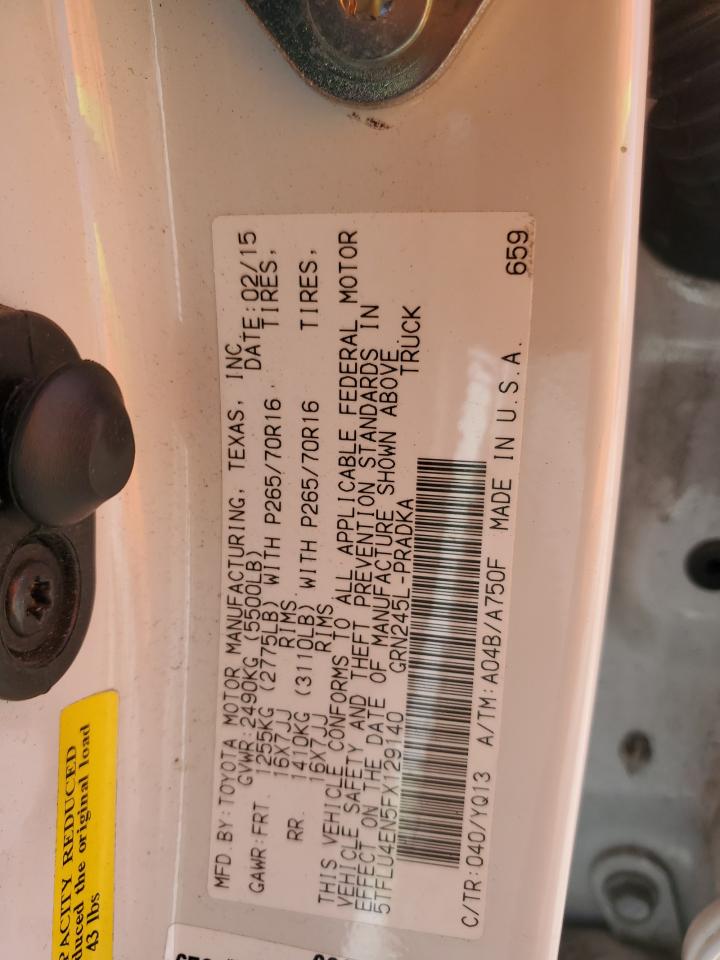 MFD.BY:TOYOTA MOTOR MANUFACTURING, TEXAS, INC.
GVWR:2490KG (5500LB) DATE:02/15
GAWR:FRT. 1255KG (2775LB) WITH P265/70R16 TIRES,
16X7JJ RIMS
RR. 1410KG (3110LB) WITH P265/70R16 TIRES,
16X7JJ RIMS
THIS VEHICLE CONFORMS TO ALL APPLICABLE FEDERAL MOTOR
VEHICLE SAFETY AND THEFT PREVENTION STANDARDS IN
EFFECT ON THE DATE OF MANUFACTURE SHOWN ABOVE.
5TFLU4EN5FX129140 TRUCK
GRN245L-PRADKA
C/TR:040/YQ13 A/TM:A04B/A750F MADE IN U.S.A. 659
PACITY REDUCED
duced the original load
43 lbs